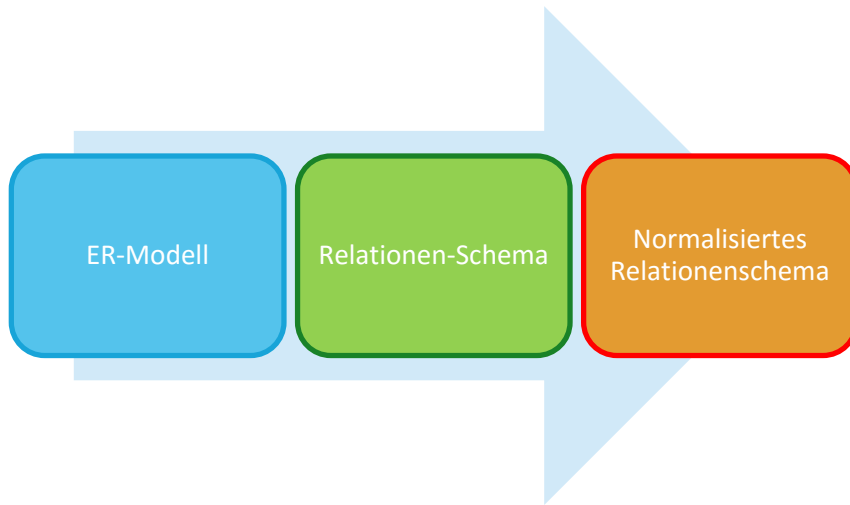 ER-Modell
Relationen-Schema
Normalisiertes
Relationenschema